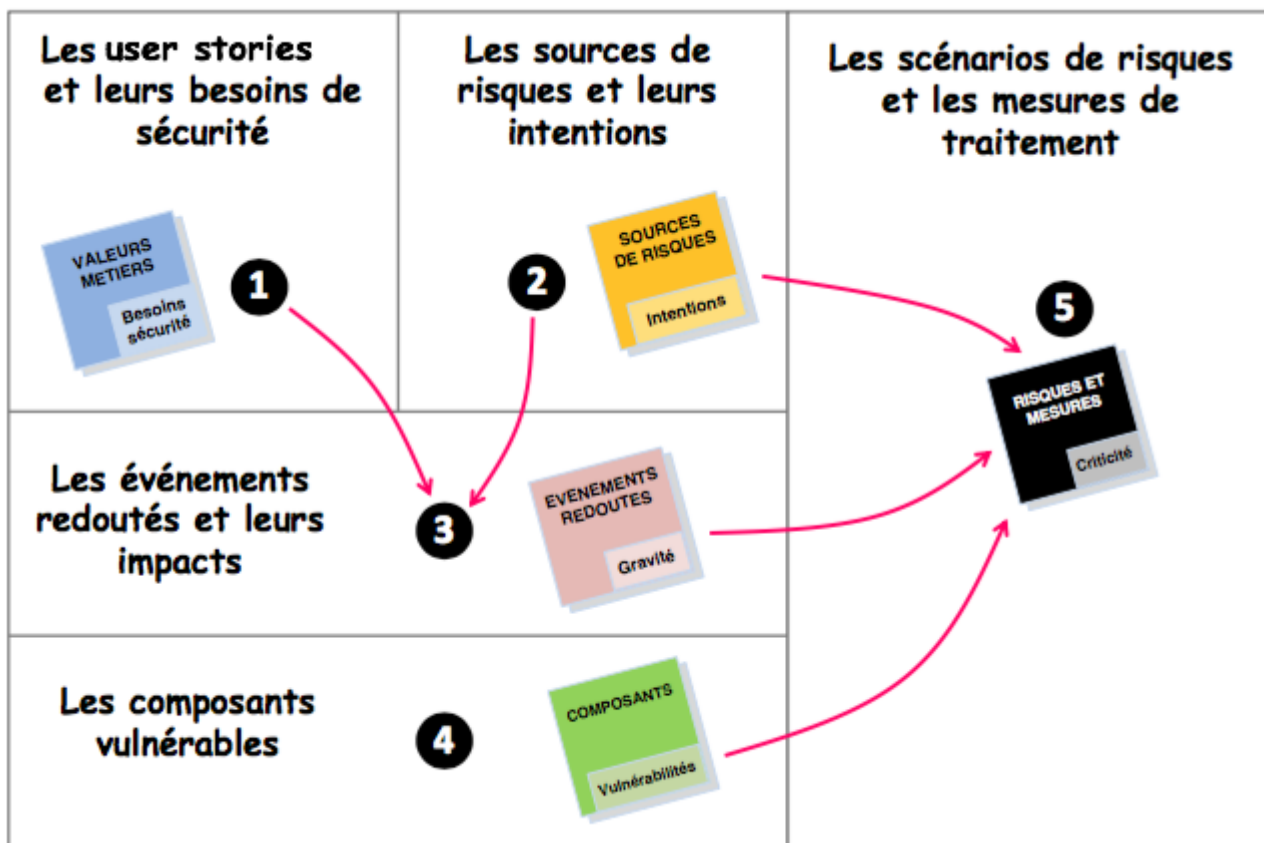 Les user stories
et leurs besoins de
sécurité
VALEURS
METIERS
Besoins
sécurité
1
Les sources de
risques et leurs
intentions
2
SOURCES
DE RISQUES
Intentions
Les scénarios de risques
et les mesures de
traitement
5
RISQUES ET
MESURES
Criticité
Les événements
redoutés et leurs
impacts
3
EVENEMENTS
REDOUTES
Gravité
Les composants
vulnérables
4
COMPOSANTS
Vulnérabilités